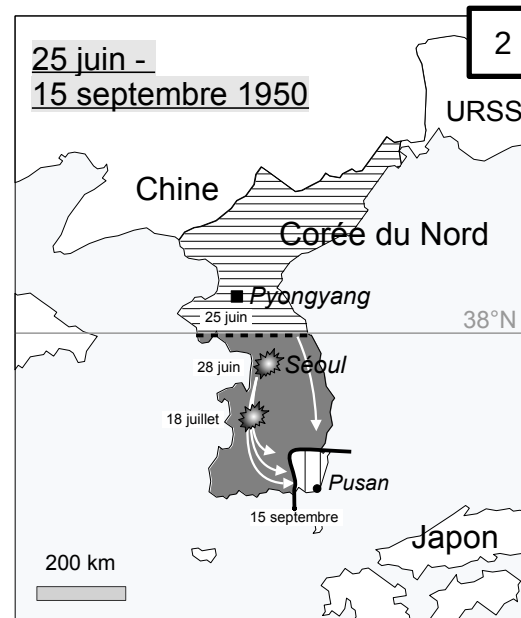 2
25 juin -
15 septembre 1950
URSS
Chine
Corée du Nord
Pyongyang
25 juin
38°N
28 juin
Séoul
18 juillet
Pusan
15 septembre
Japon
200 km